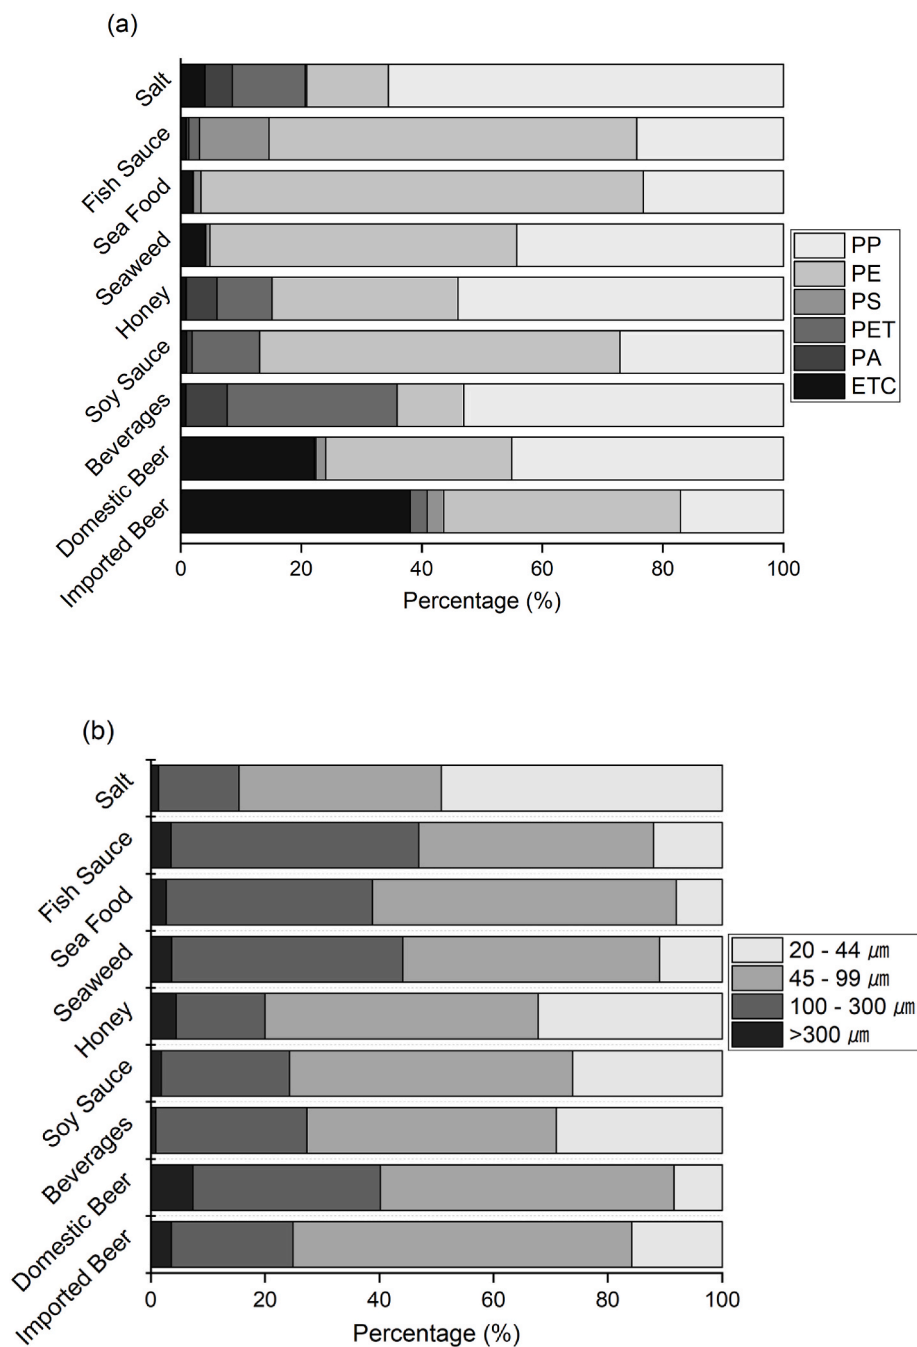 (a)
Salt
Fish Sauce
Sea Food
Seaweed
Honey
Soy Sauce
Beverages
Domestic Beer
Imported Beer
PP
PE
PS
PET
PA
ETC
0 20 40 60 80 100
Percentage (%)
(b)
Salt
Fish Sauce
Sea Food
Seaweed
Honey
Soy Sauce
Beverages
Domestic Beer
Imported Beer
20 - 44 ㎛
45 - 99 ㎛
100 - 300 ㎛
>300 ㎛
0 20 40 60 80 100
Percentage (%)